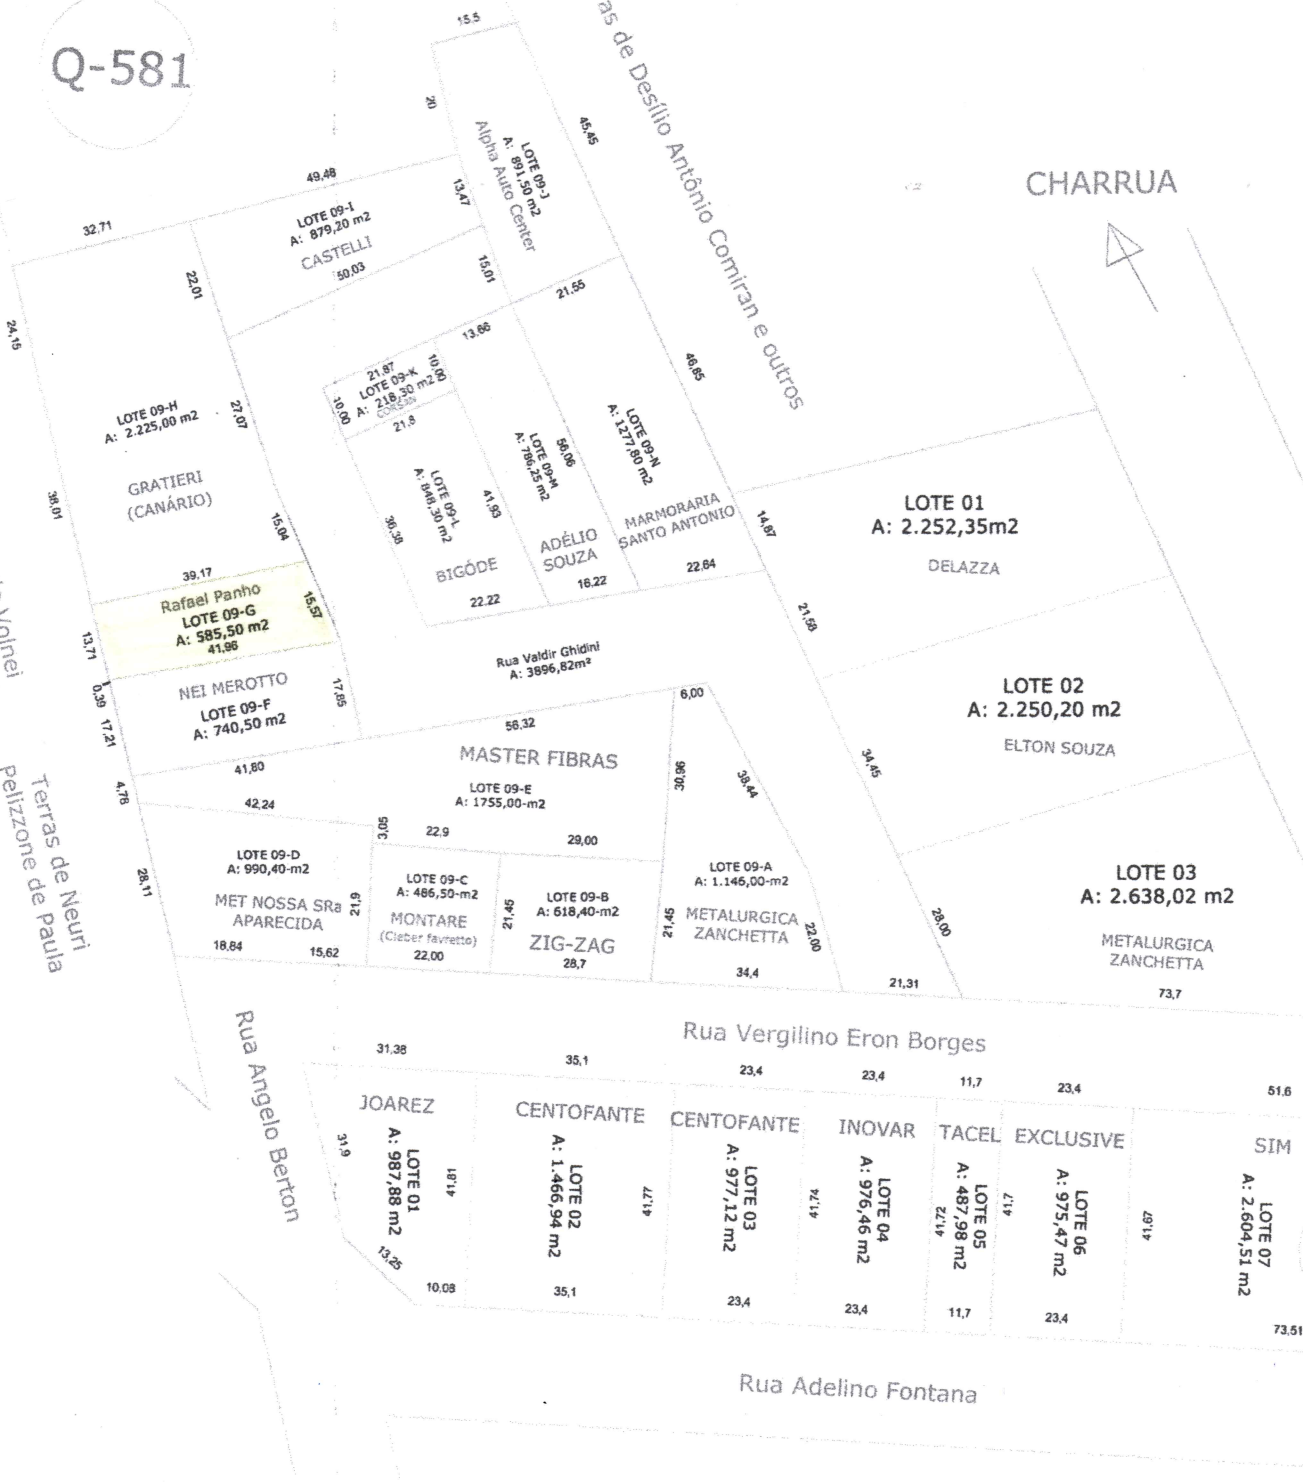 Q-581
15,5
as de Desílio Antônio Comiran e outros
20
45,45
LOTE 09-J
A: 891,50 m2
Alpha Auto Center
CHARRUA
49,48
13,47
32,71
LOTE 09-I
A: 879,20 m2
CASTELLI
50,03
22,01
15,01
21,55
24,15
13,66
46,85
21,87
10,00
LOTE 09-K
A: 218,30 m2
CORSAN
10,00
21,8
LOTE 09-H
A: 2.225,00 m2
27,07
GRATIERI
(CANÁRIO)
38,01
15,04
LOTE 09-N
A: 1277,80 m2
56,06
LOTE 09-M
A: 786,25 m2
LOTE 09-L
A: 848,30 m2
41,93
36,38
MARMORARIA
SANTO ANTONIO
ADÉLIO
SOUZA
BIGÓDE
22,64
16,22
22.22
14,87
LOTE 01
A: 2.252,35m2
DELAZZA
39,17
Rafael Panho
LOTE 09-G
A: 585,50 m2
41,96
15,57
13,71
21,58
Volnei
NEI MEROTTO
LOTE 09-F
A: 740,50 m2
0,39
17,21
17,85
Rua Valdir Ghidini
A: 3896,82m²
6,00
LOTE 02
A: 2.250,20 m2
ELTON SOUZA
56,32
41,80
MASTER FIBRAS
LOTE 09-E
A: 1755,00-m2
30,96
38,44
34,45
Terras de Neuri
Pelizzone de Paula
4,78
42,24
3,05
22,9
29,00
LOTE 09-D
A: 990,40-m2
MET NOSSA SRa
APARECIDA
28,11
21,9
18,84
15,62
LOTE 09-C
A: 486,50-m2
MONTARE
(Cleber favretto)
22,00
21,45
LOTE 09-B
A: 618,40-m2
ZIG-ZAG
28,7
21,45
LOTE 09-A
A: 1.146,00-m2
METALURGICA
ZANCHETTA
34,4
22,00
21,31
28,00
LOTE 03
A: 2.638,02 m2
METALURGICA
ZANCHETTA
73,7
Rua Vergilino Eron Borges
Rua Angelo Berton
31,38
35,1
23,4
23,4
11,7
23,4
51,6
JOAREZ
LOTE 01
A: 987,88 m2
31,9
41,81
13,25
10,08
CENTOFANTE
LOTE 02
A: 1.466,94 m2
41,77
35,1
CENTOFANTE
LOTE 03
A: 977,12 m2
41,74
23,4
INOVAR
LOTE 04
A: 976,46 m2
23,4
TACEL
LOTE 05
A: 487,98 m2
41,72
11,7
EXCLUSIVE
41,7
LOTE 06
A: 975,47 m2
23,4
41,67
SIM
LOTE 07
A: 2.604,51 m2
73,51
Rua Adelino Fontana